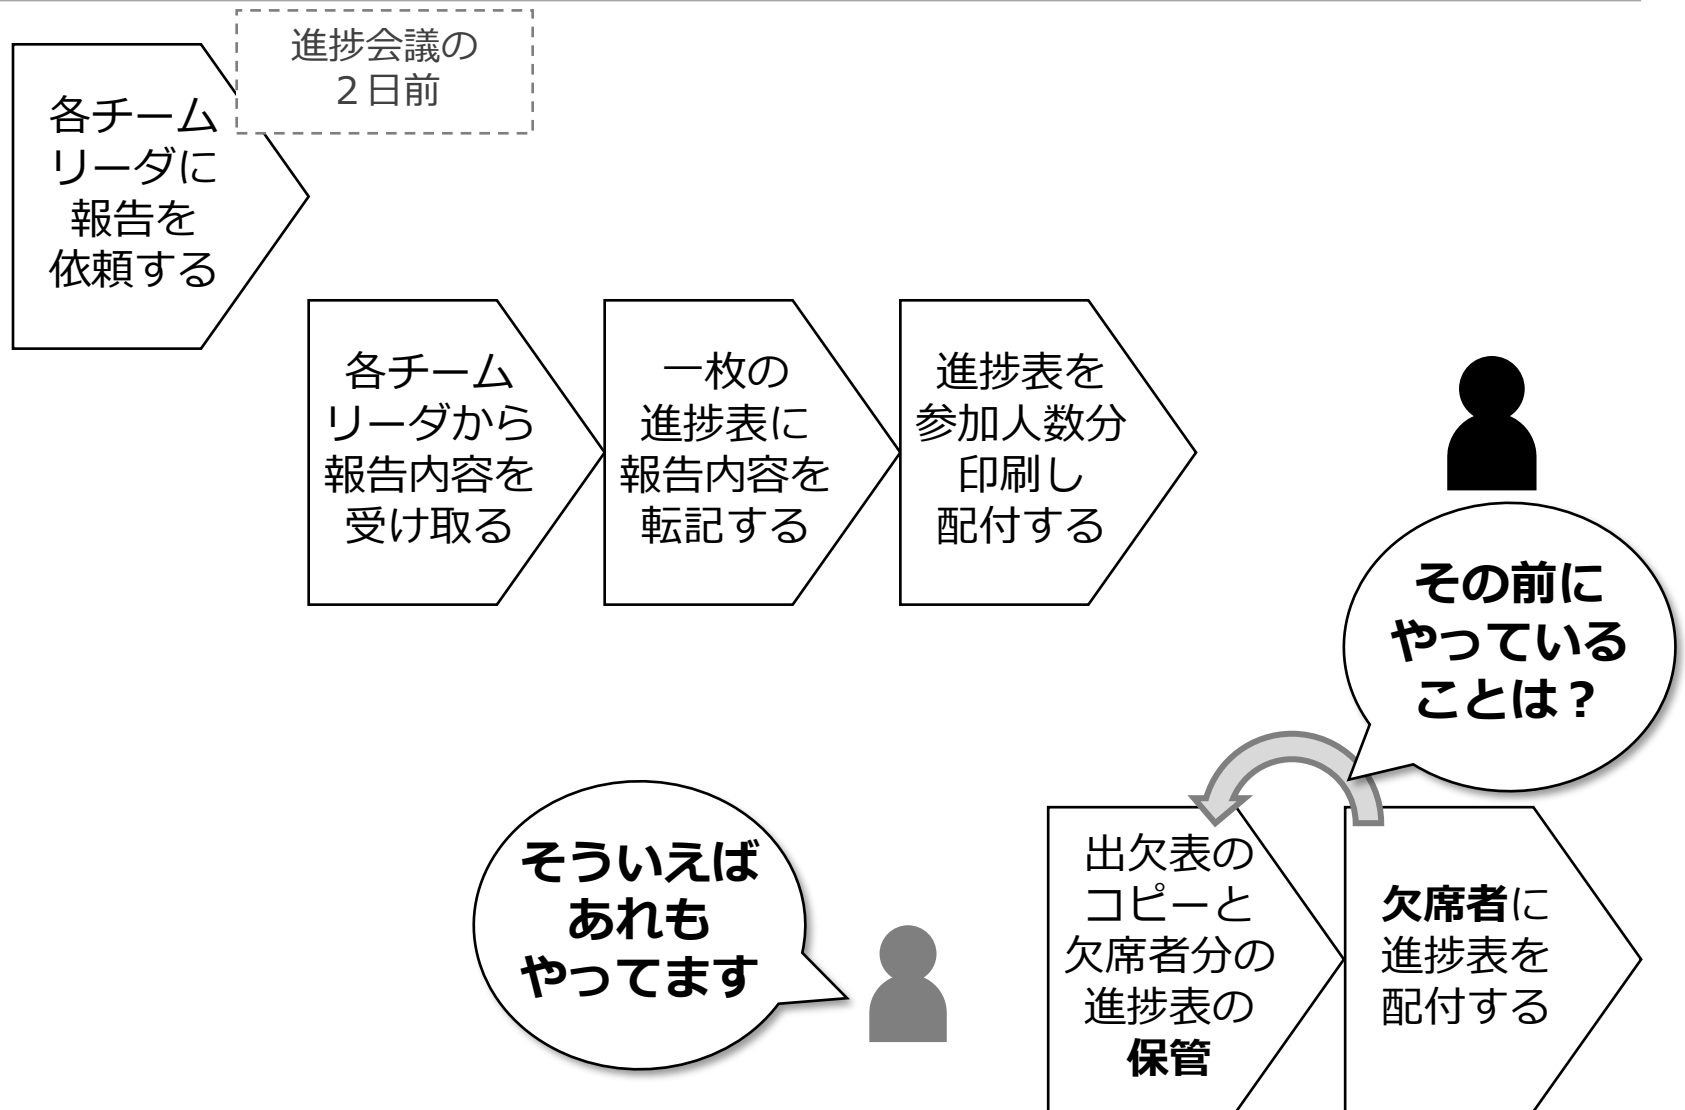 進捗会議の
２日前
各チーム
リーダに
報告を
依頼する
各チーム
リーダから
報告内容を
受け取る
一枚の
進捗表に
報告内容を
転記する
進捗表を
参加人数分
印刷し
配付する
その前に
やっている
ことは？
そういえば
あれも
やってます
出欠表の
コピーと
欠席者分の
進捗表の
保管
欠席者に
進捗表を
配付する